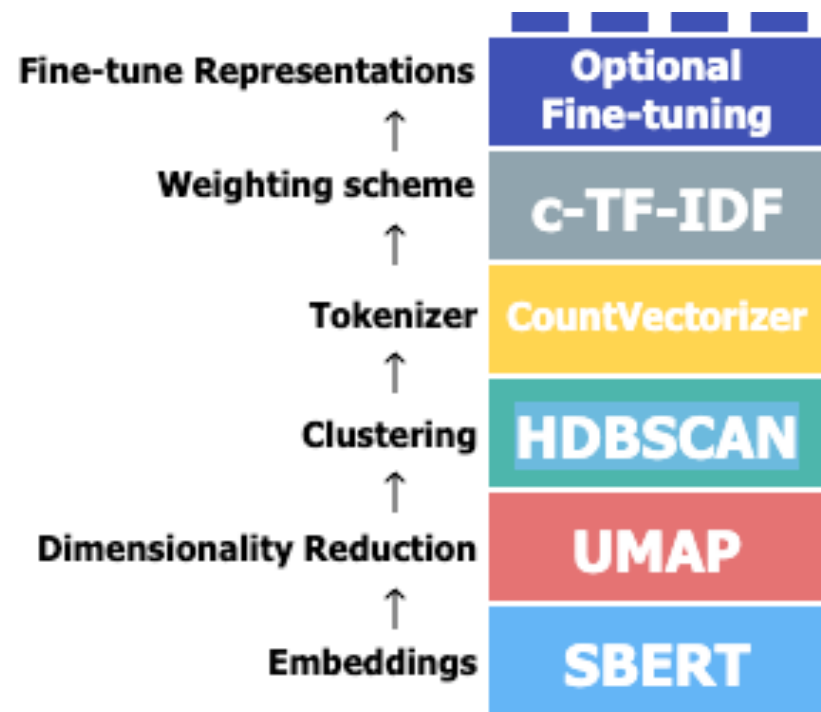 Fine-tune Representations
Optional
Fine-tuning
↑
Weighting scheme
c-TF-IDF
↑
Tokenizer
CountVectorizer
↑
Clustering
HDBSCAN
↑
Dimensionality Reduction
UMAP
↑
Embeddings
SBERT